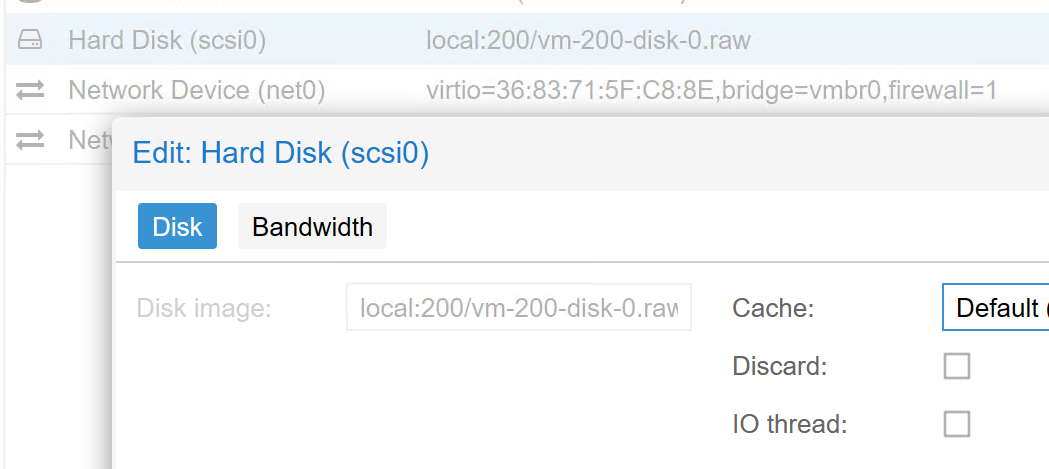 Hard Disk (scsi0) local:200/vm-200-disk-0.raw
Network Device (net0) virtio=36:83:71:5F:C8:8E,bridge=vmbr0,firewall=1
Edit: Hard Disk (scsi0)
Disk Bandwidth
Disk image: local:200/vm-200-disk-0.raw Cache: Default (
Discard:
IO thread: